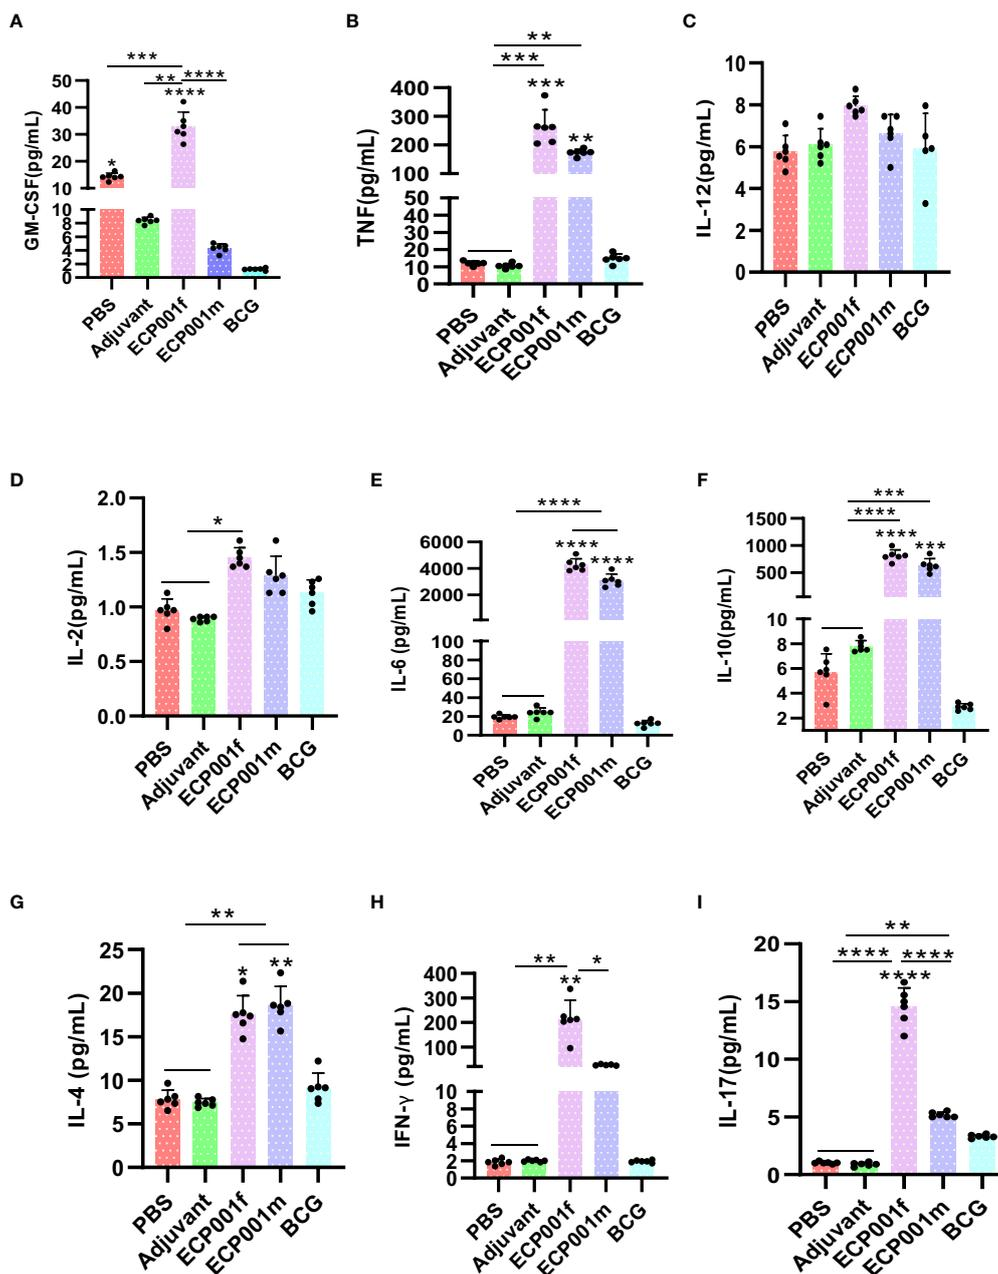 A
***
** ****
****
*
GM-CSF(pg/mL)
50
40
30
20
10
10
8
6
4
2
0
PBS
Adjuvant
ECP001f
ECP001m
BCG
B
**
***
***
**
TNF(pg/mL)
400
300
200
100
50
40
30
20
10
0
PBS
Adjuvant
ECP001f
ECP001m
BCG
C
IL-12(pg/mL)
10
8
6
4
2
0
PBS
Adjuvant
ECP001f
ECP001m
BCG
D
*
IL-2(pg/mL)
2.0
1.5
1.0
0.5
0.0
PBS
Adjuvant
ECP001f
ECP001m
BCG
E
****
**** ****
IL-6 (pg/mL)
6000
4000
2000
100
80
60
40
20
0
PBS
Adjuvant
ECP001f
ECP001m
BCG
F
***
****
**** ***
IL-10(pg/mL)
1500
1000
500
10
8
6
4
2
PBS
Adjuvant
ECP001f
ECP001m
BCG
G
**
* **
IL-4 (pg/mL)
25
20
15
10
5
0
PBS
Adjuvant
ECP001f
ECP001m
BCG
H
** *
**
IFN-γ (pg/mL)
400
300
200
100
10
8
6
4
2
0
PBS
Adjuvant
ECP001f
ECP001m
BCG
I
**
**** ****
****
IL-17(pg/mL)
20
15
10
5
0
PBS
Adjuvant
ECP001f
ECP001m
BCG